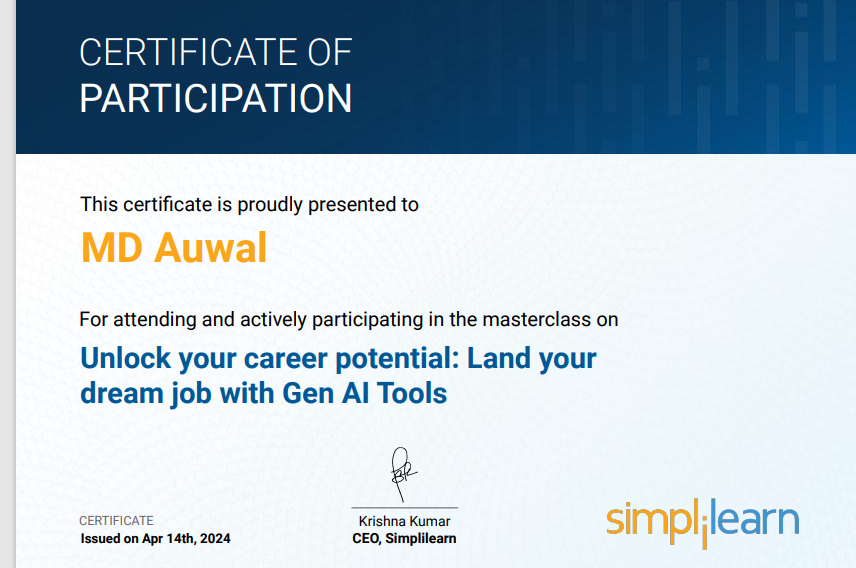 CERTIFICATE OF
PARTICIPATION
This certificate is proudly presented to
MD Auwal
For attending and actively participating in the masterclass on
Unlock your career potential: Land your
dream job with Gen AI Tools
CERTIFICATE
Issued on Apr 14th, 2024
Krishna Kumar
CEO, Simplilearn
simplilearn